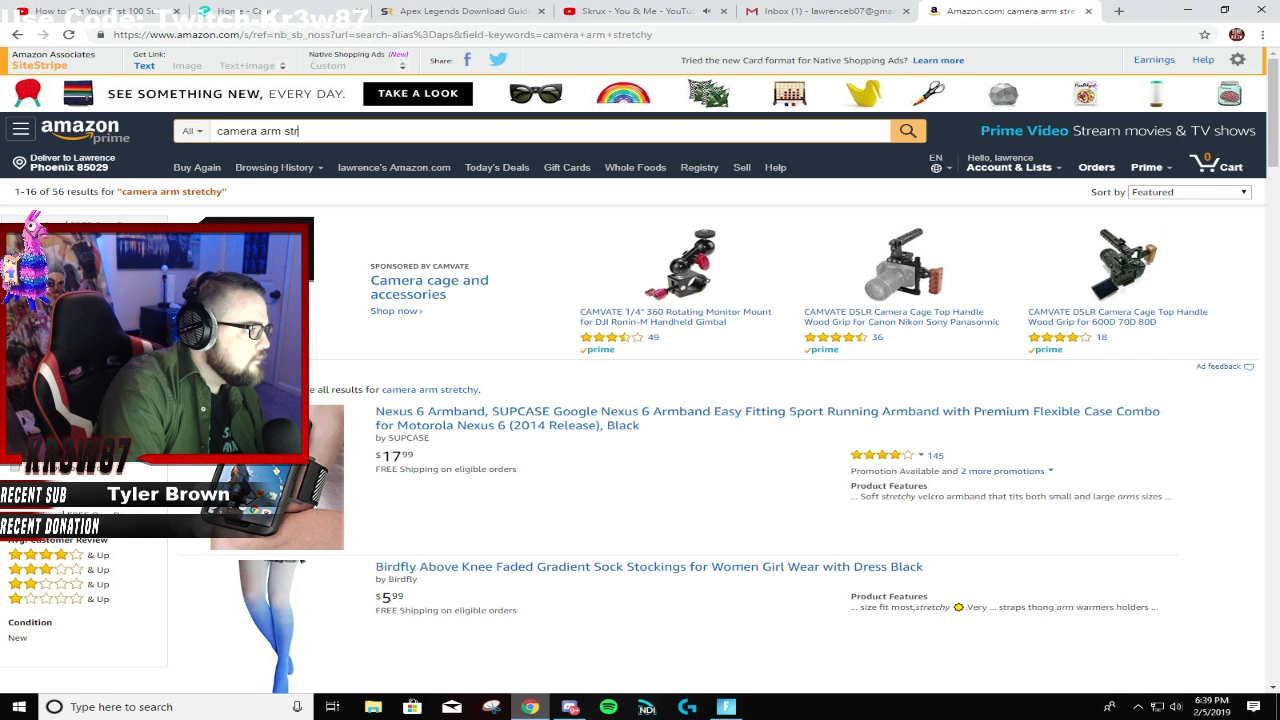 Use Code: Twitch.Kr3w87
How to Get Your First 100 Su
Apex Legends Download Guide
Skrux - You & Me - YouTub
Inbox (1) - lawrenceb07@gmai
Amazon.com: camera arm stre
https://www.amazon.com/s/ref=nb_sb_noss?url=search-alias%3Daps&field-keywords=camera+arm+stretchy
Amazon Associates
SiteStripe
Get Link:
Text Image Text+Image
Native Shopping Ads (New)
Custom
Share:
Tried the new Card format for Native Shopping Ads? Learn more
Earnings Help
SEE SOMETHING NEW, EVERY DAY.
TAKE A LOOK
amazon
prime
All
camera arm str
Prime Video Stream movies & TV shows
Deliver to Lawrence
Phoenix 85029
Buy Again Browsing History lawrence's Amazon.com Today's Deals Gift Cards Whole Foods Registry Sell Help
EN
Hello, lawrence
Account & Lists Orders Prime 0 Cart
1-16 of 56 results for "camera arm stretchy"
Sort by Featured
SPONSORED BY CAMVATE
Camera cage and
accessories
Shop now ›
CAMVATE 1/4" 360 Rotating Monitor Mount
for DJI Ronin-M Handheld Gimbal
49
prime
CAMVATE DSLR Camera Cage Top Handle
Wood Grip for Canon Nikon Sony Panasonnic
36
prime
CAMVATE DSLR Camera Cage Top Handle
Wood Grip for 600D 70D 80D
18
prime
Ad feedback
all results for camera arm stretchy.
Nexus 6 Armband, SUPCASE Google Nexus 6 Armband Easy Fitting Sport Running Armband with Premium Flexible Case Combo
for Motorola Nexus 6 (2014 Release), Black
by SUPCASE
$17 99
FREE Shipping on eligible orders
145
Promotion Available and 2 more promotions
Product Features
... Soft stretchy velcro armband that tits both small and large arms sizes ...
KR3W87
RECENT SUB Tyler Brown
RECENT DONATION
Avg. Customer Review
& Up
& Up
& Up
& Up
Condition
New
Birdfly Above Knee Faded Gradient Sock Stockings for Women Girl Wear with Dress Black
by Birdfly
$5 99
FREE Shipping on eligible orders
Product Features
... size fit most,stretchy .Very ... straps thong arm warmers holders ...
Type here to search
NDI
6:39 PM
2/5/2019